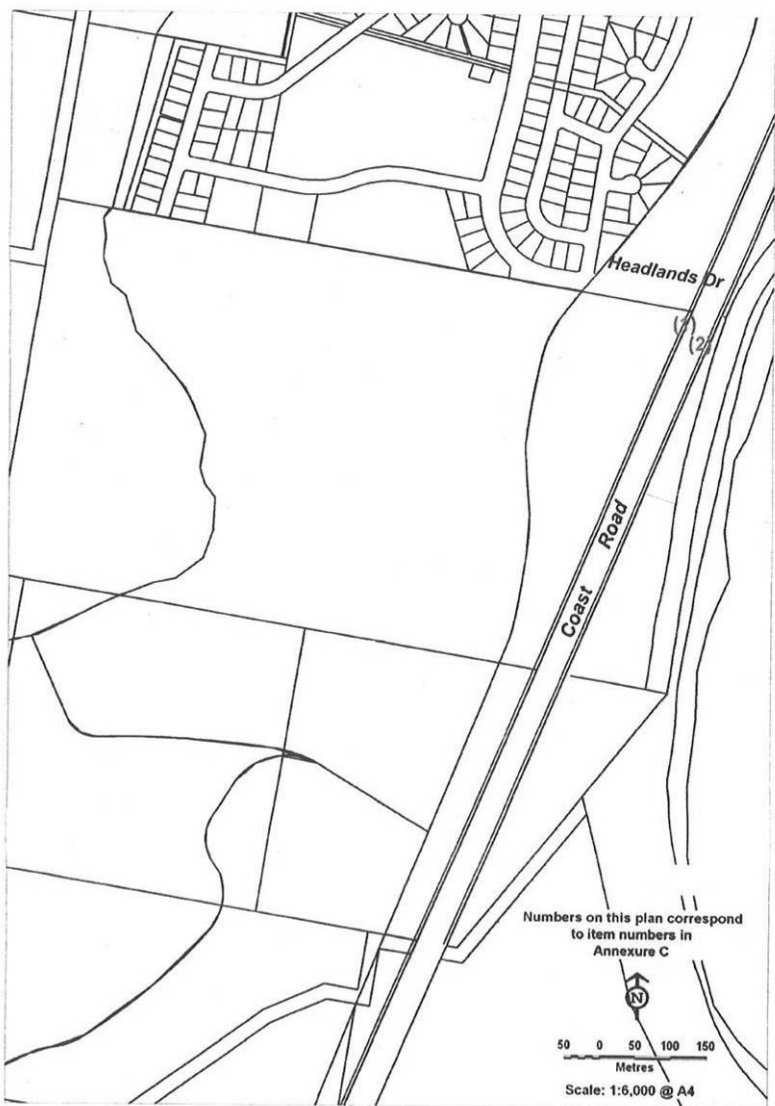 Headlands Dr
(1)
(2)
Coast Road
Numbers on this plan correspond
to item numbers in
Annexure C
N
50 0 50 100 150
Metres
Scale: 1:6,000 @ A4